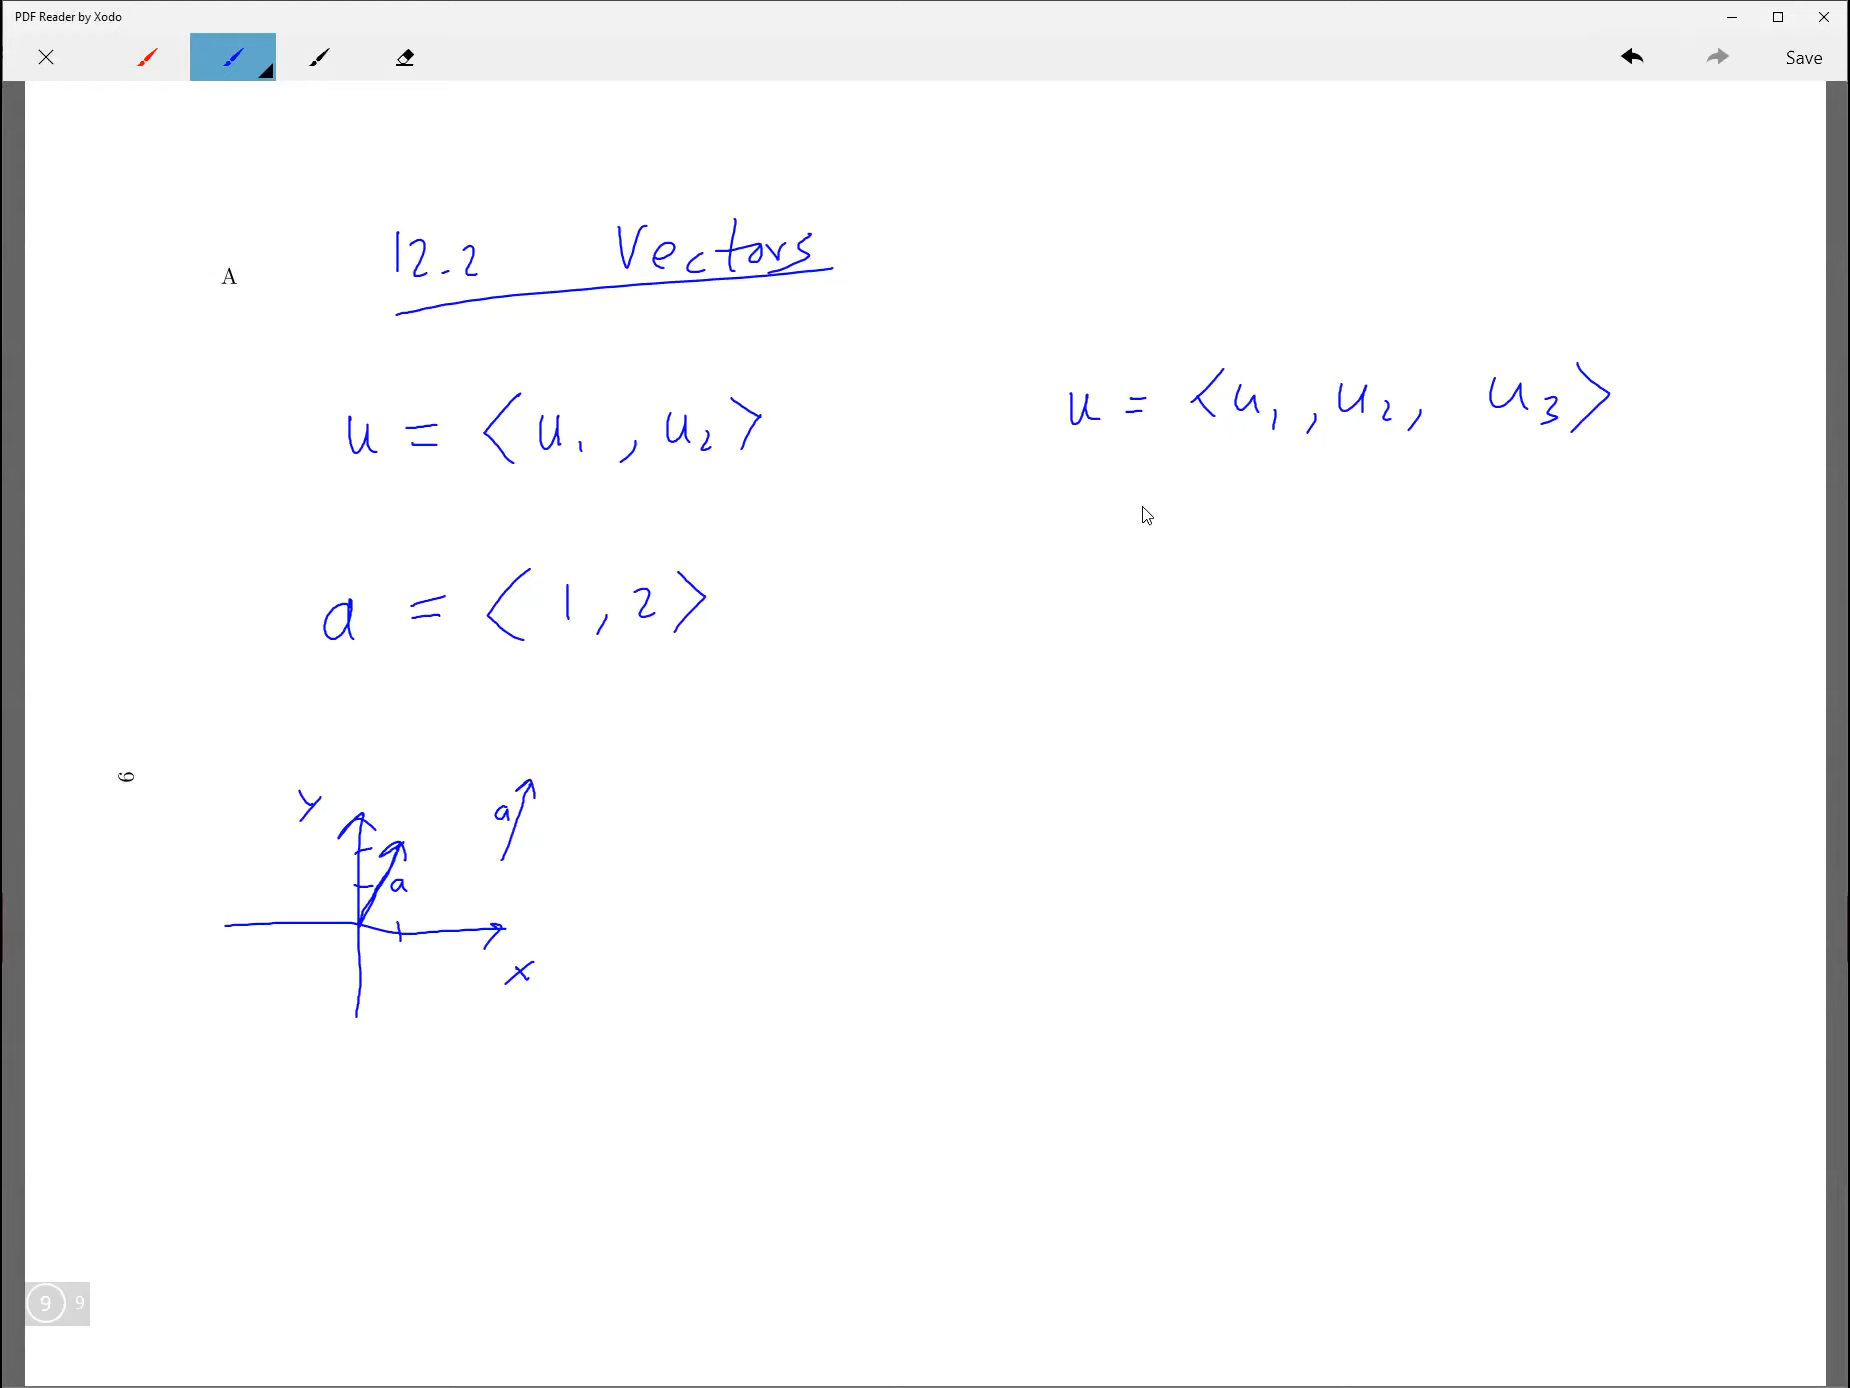 PDF Reader by Xodo
Save
12.2 Vectors
A
u = ⟨u₁, u₂⟩
u = ⟨u₁, u₂, u₃⟩
a = ⟨1, 2⟩
6
y
a
a
x
9 9